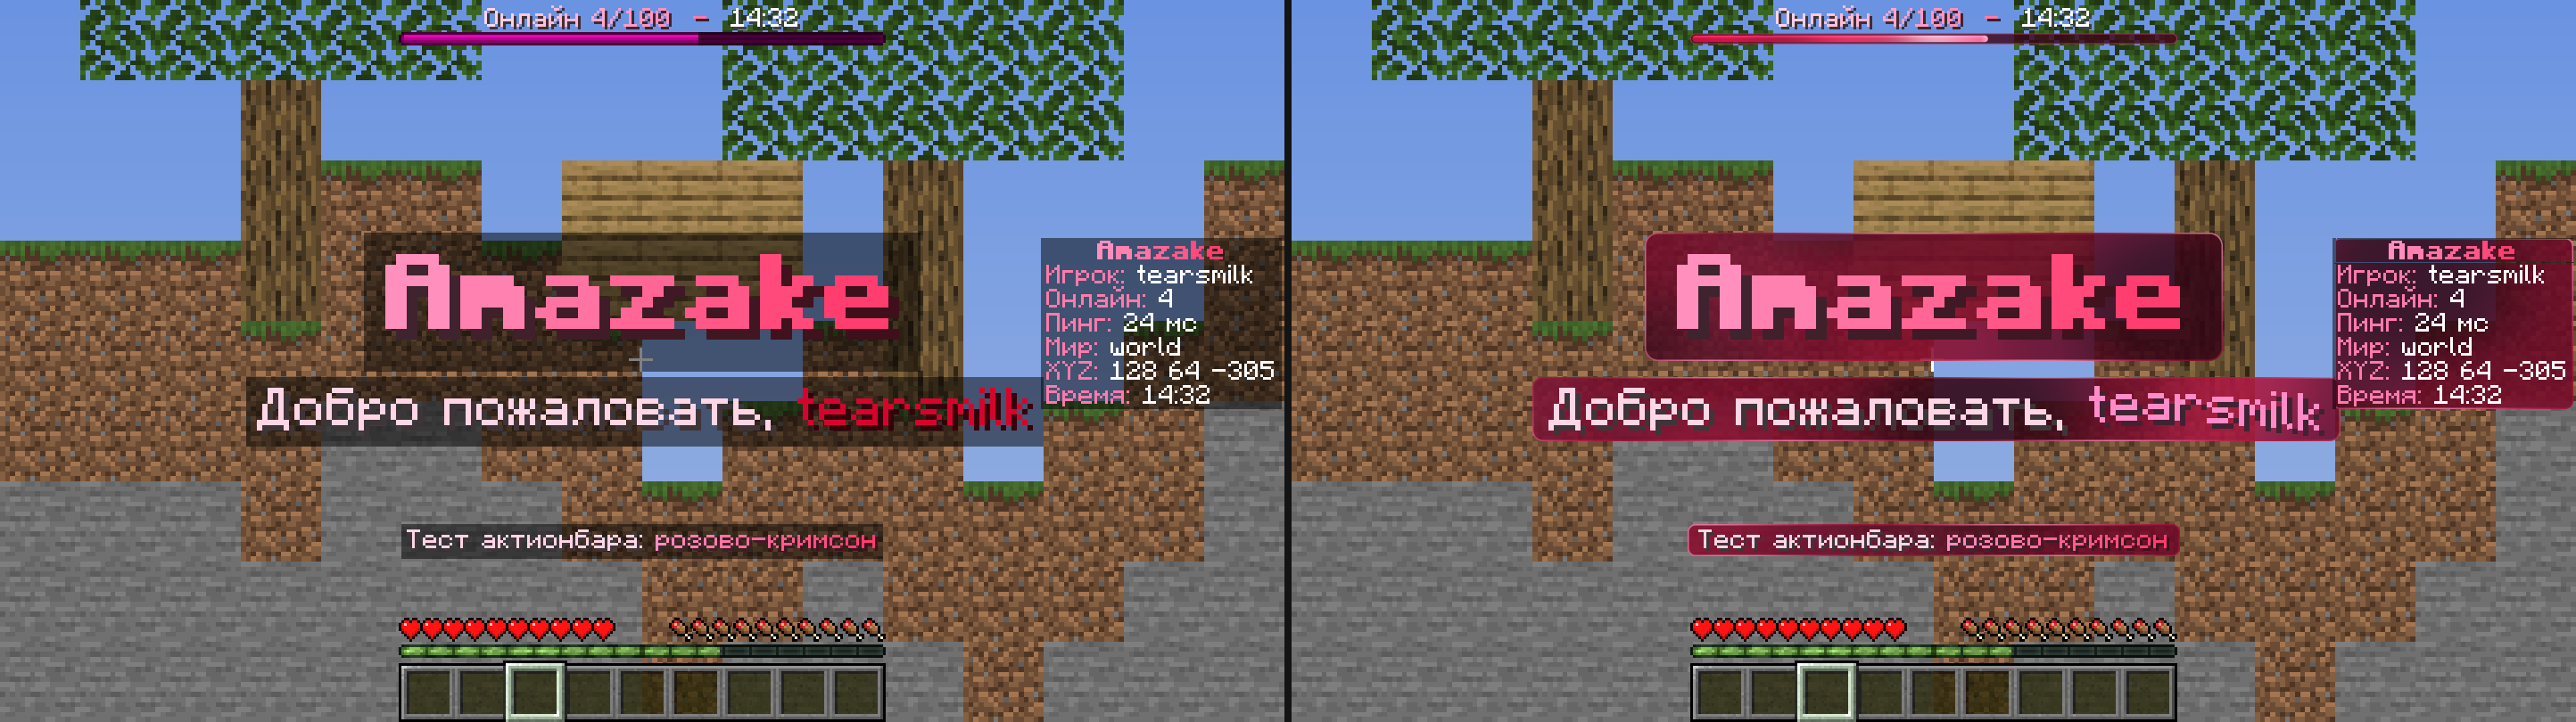 Онлайн 4/100 - 14:32
Amazake
Добро пожаловать, tearsmilk
Amazake
Игрок: tearsmilk
Онлайн: 4
Пинг: 24 мс
Мир: world
XYZ: 128 64 -305
Время: 14:32
Тест актионбара: розово-кримсон
Онлайн 4/100 - 14:32
Amazake
Добро пожаловать, tearsmilk
Amazake
Игрок: tearsmilk
Онлайн: 4
Пинг: 24 мс
Мир: world
XYZ: 128 64 -305
Время: 14:32
Тест актионбара: розово-кримсон